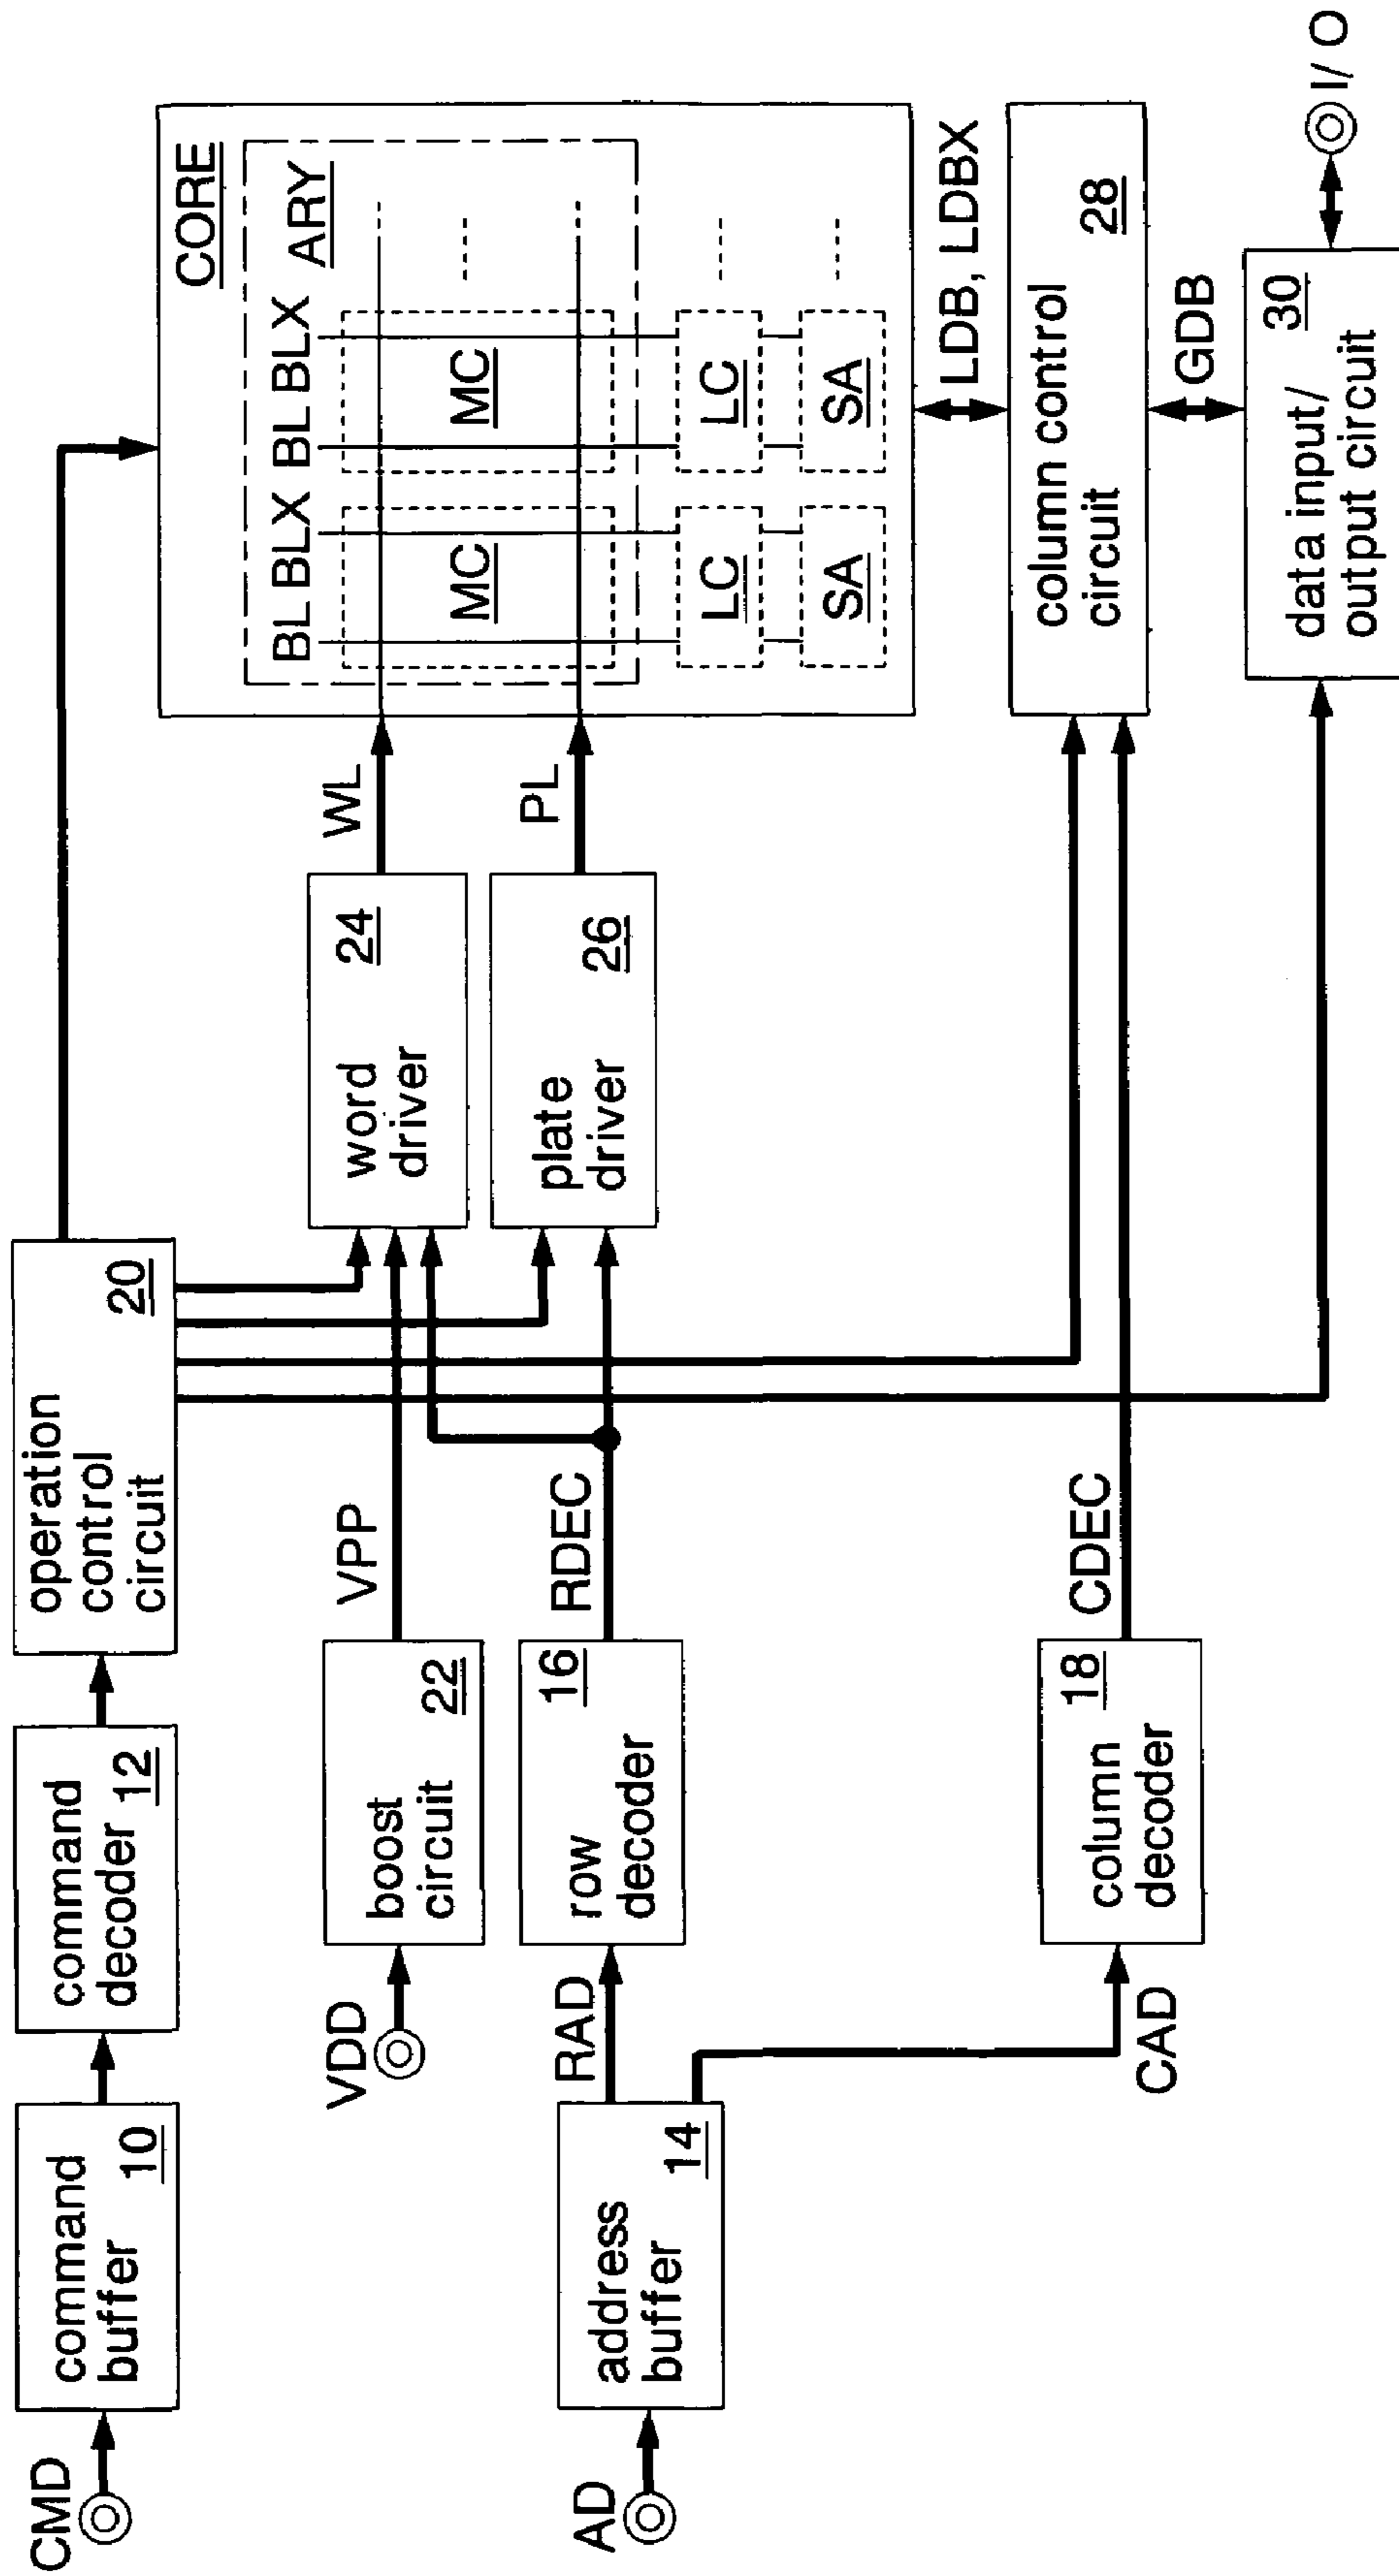 CMD
command
buffer 10
command
decoder 12
operation
control
circuit 20
VDD
boost
circuit 22
VPP
word
driver 24
WL
AD
address
buffer 14
RAD
row
decoder 16
RDEC
plate
driver 26
PL
CAD
column
decoder 18
CDEC
CORE
ARY
BL BLX BL BLX
MC MC
LC LC
SA SA
LDB, LDBX
column control
circuit 28
GDB
data input/
output circuit 30
I/O